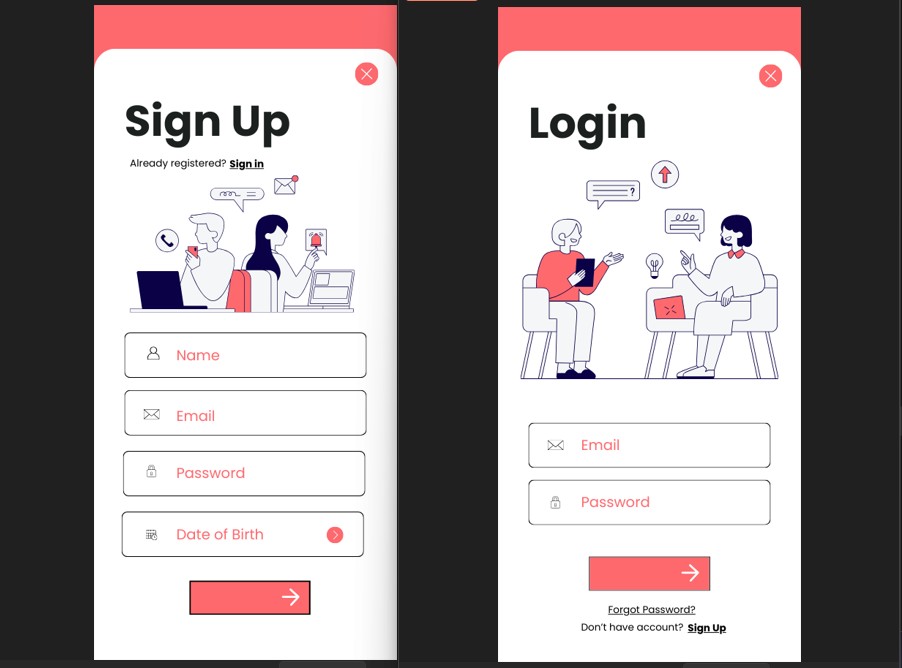 Sign Up
Already registered? Sign in
Name
Email
Password
Date of Birth
Login
?
Email
Password
Forgot Password?
Don't have account? Sign Up